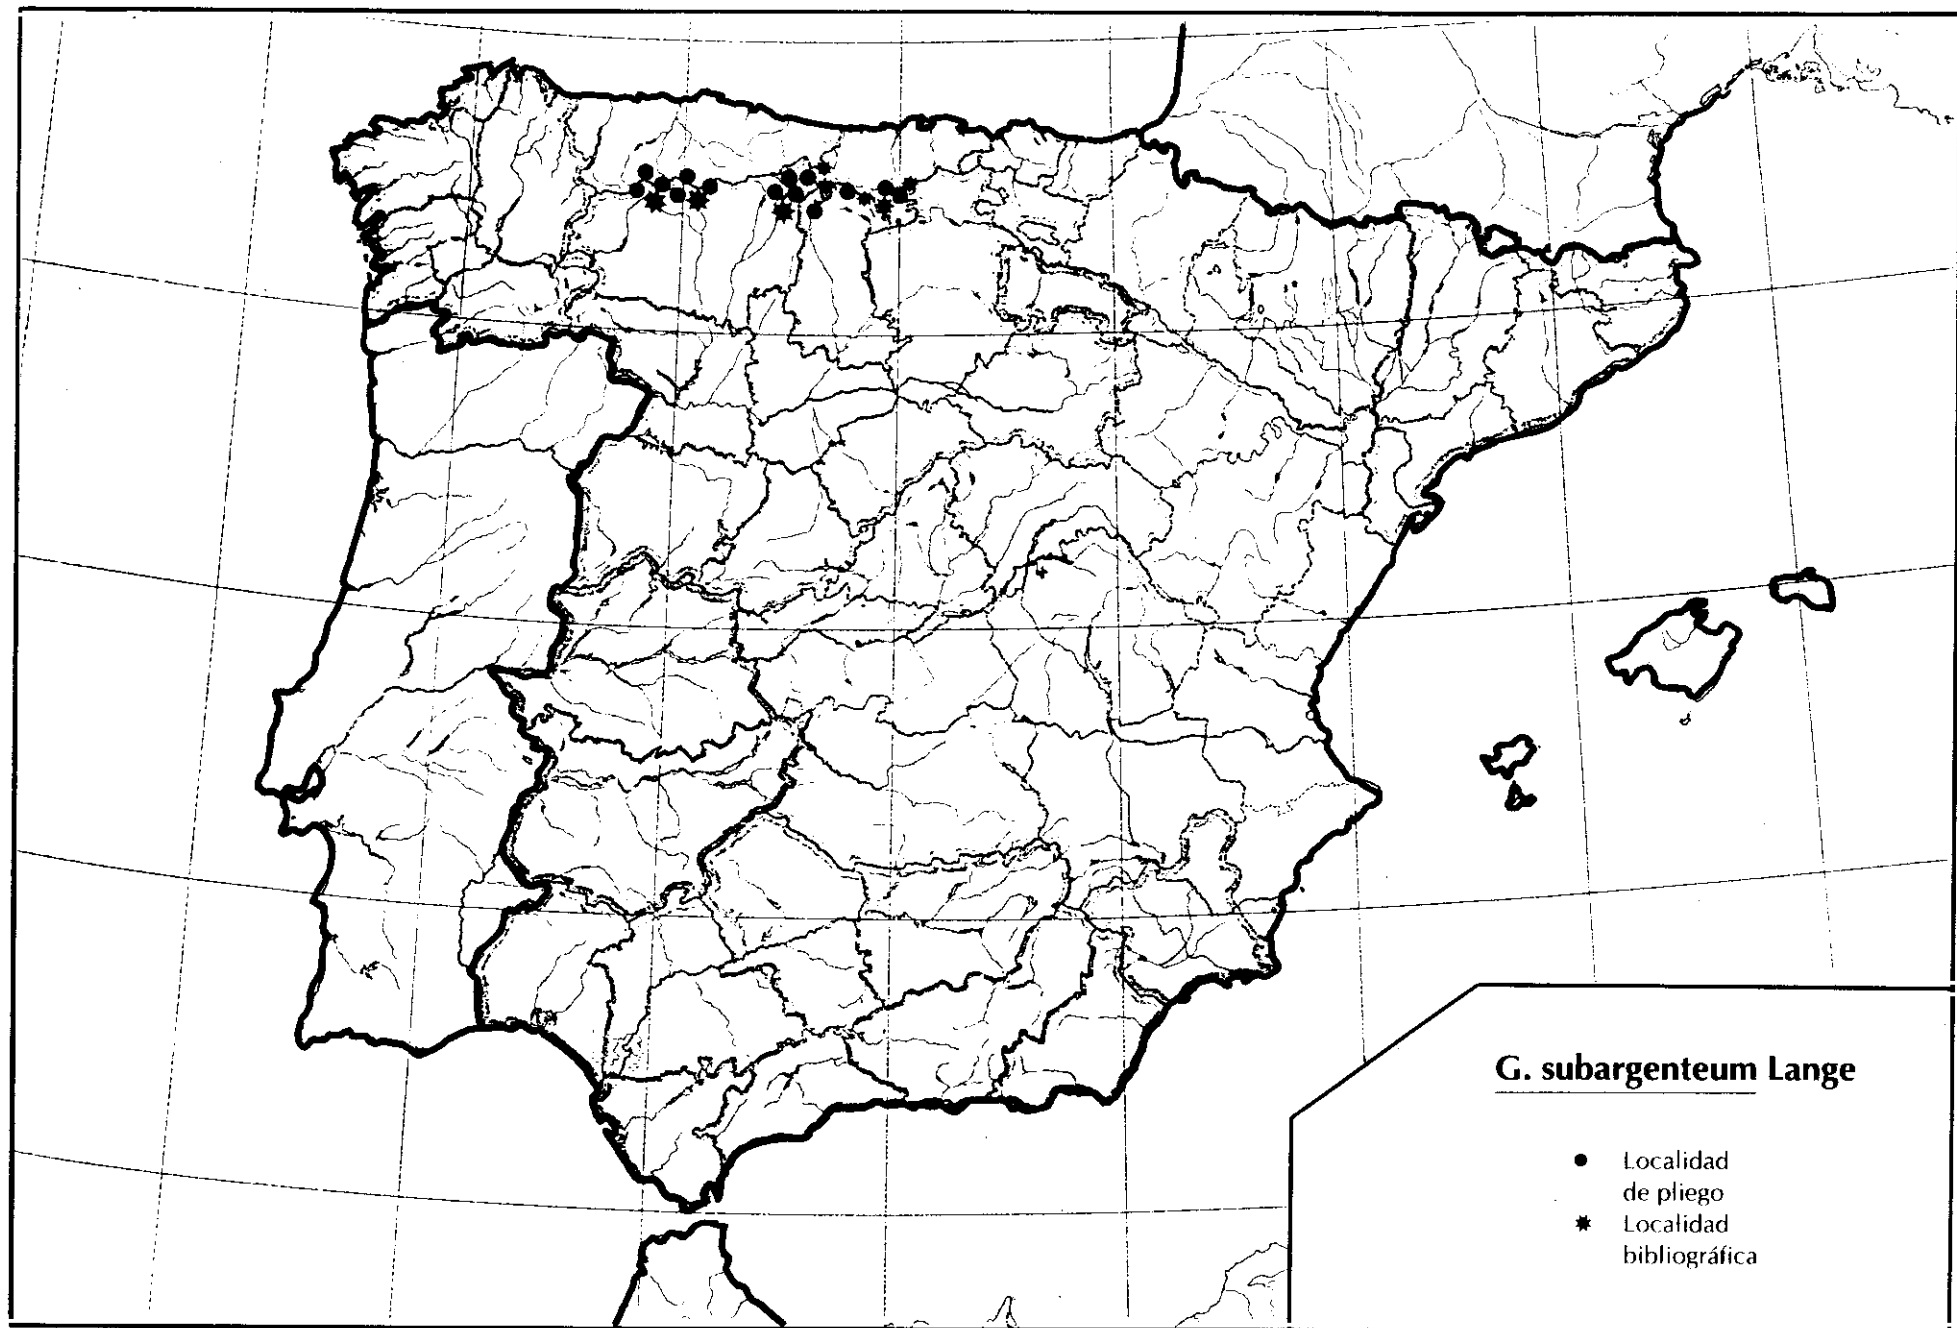 G. subargenteum Lange
Localidad
de pliego
Localidad
bibliográfica